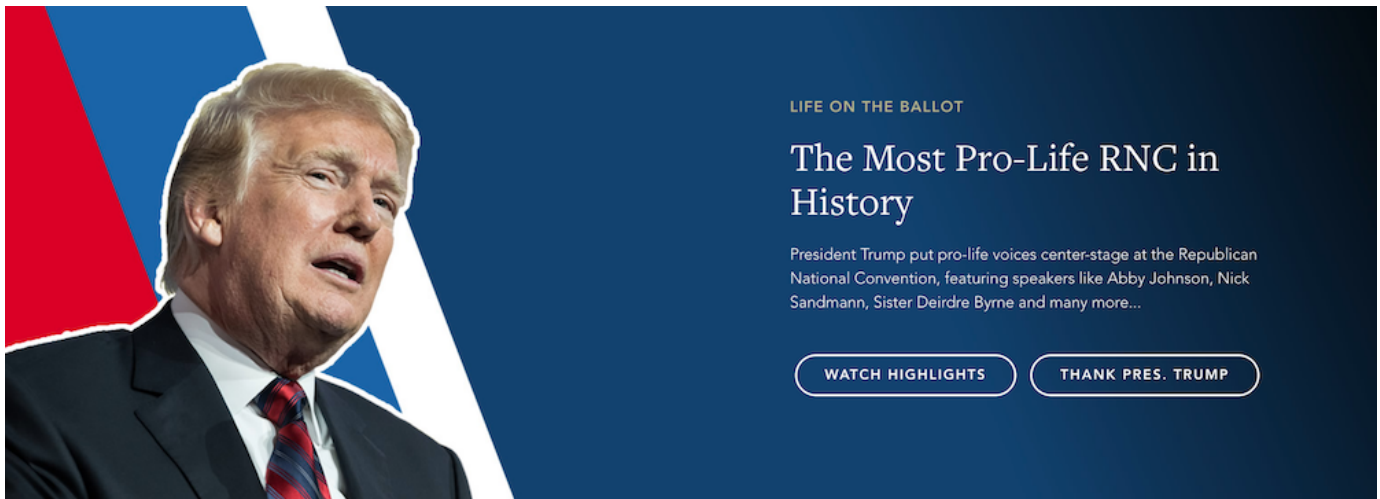 LIFE ON THE BALLOT
The Most Pro-Life RNC in
History
President Trump put pro-life voices center-stage at the Republican
National Convention, featuring speakers like Abby Johnson, Nick
Sandmann, Sister Deirdre Byrne and many more...
WATCH HIGHLIGHTS THANK PRES. TRUMP